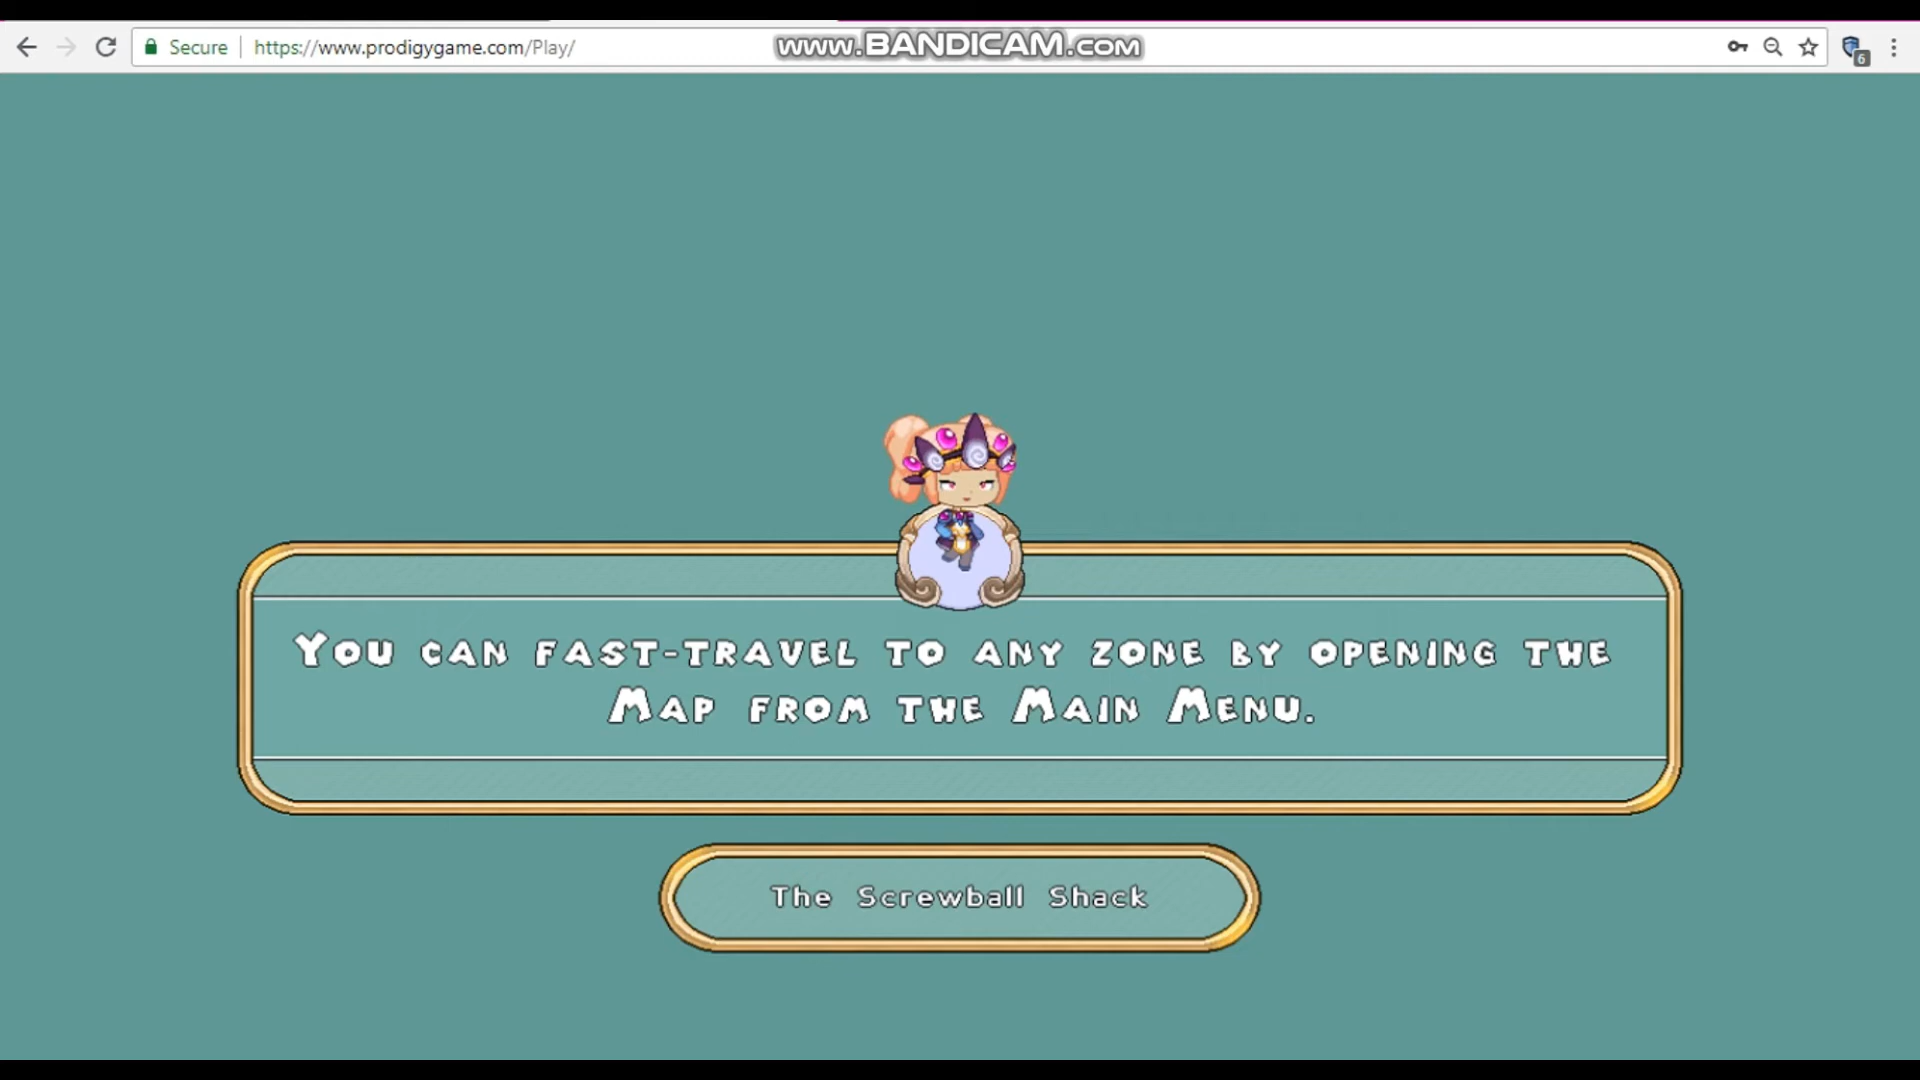 Secure https://www.prodigygame.com/Play/
www.BANDICAM.com
6
You can fast-travel to any zone by opening the
Map from the Main Menu.
The Screwball Shack